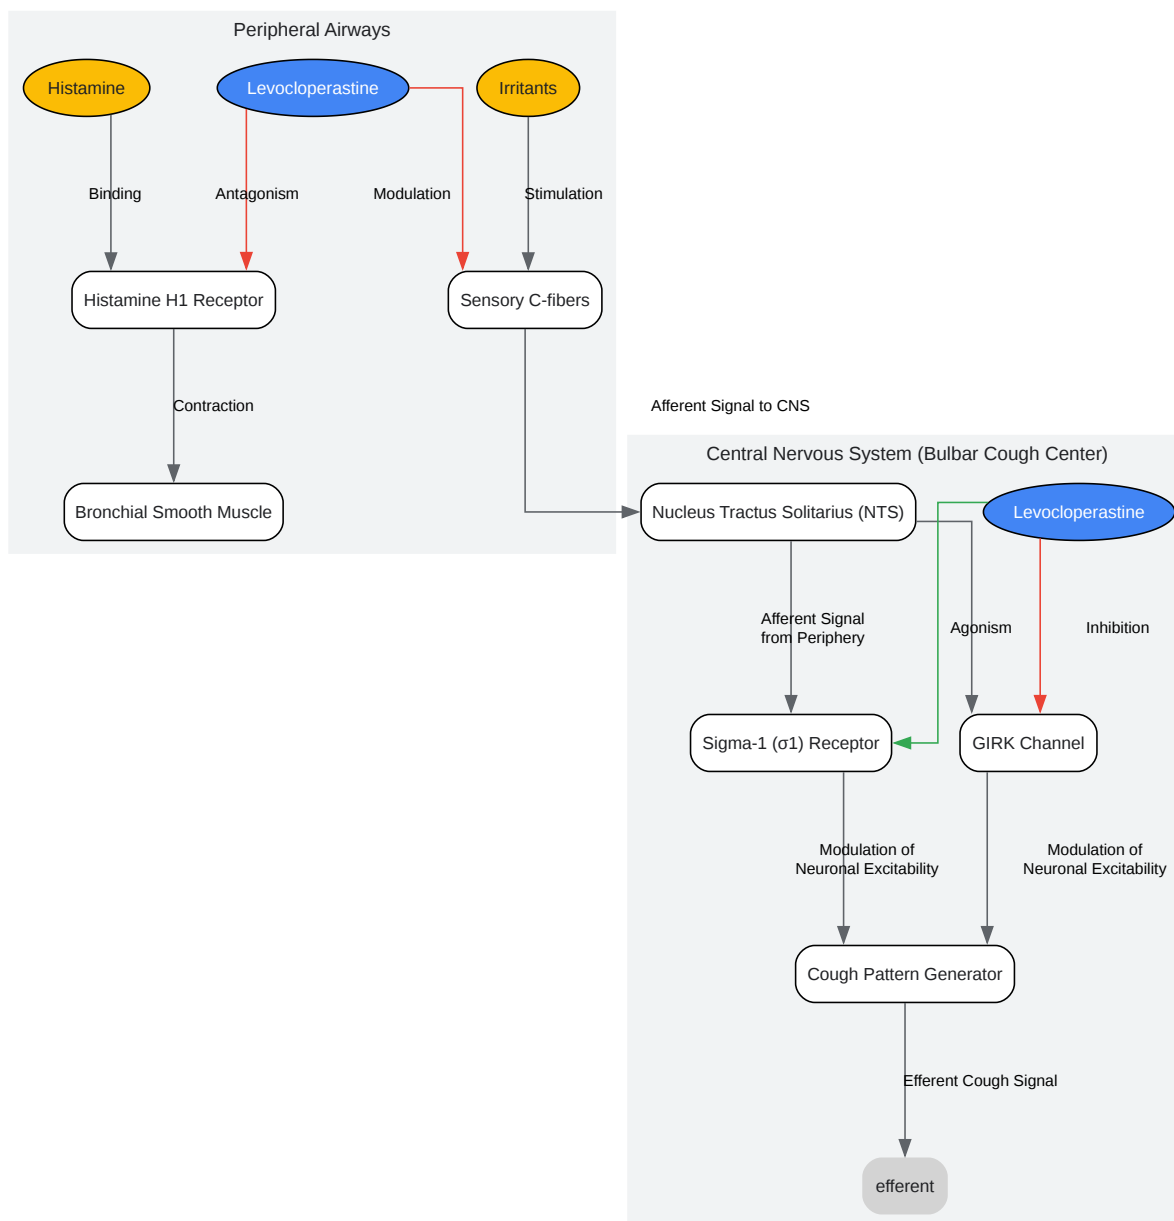 Peripheral Airways
Histamine
Levocloperastine
Irritants
Binding
Antagonism
Modulation
Stimulation
Histamine H1 Receptor
Sensory C-fibers
Contraction
Afferent Signal to CNS
Bronchial Smooth Muscle
Central Nervous System (Bulbar Cough Center)
Nucleus Tractus Solitarius (NTS)
Levocloperastine
Afferent Signal
from Periphery
Agonism
Inhibition
Sigma-1 (σ1) Receptor
GIRK Channel
Modulation of
Neuronal Excitability
Modulation of
Neuronal Excitability
Cough Pattern Generator
Efferent Cough Signal
efferent